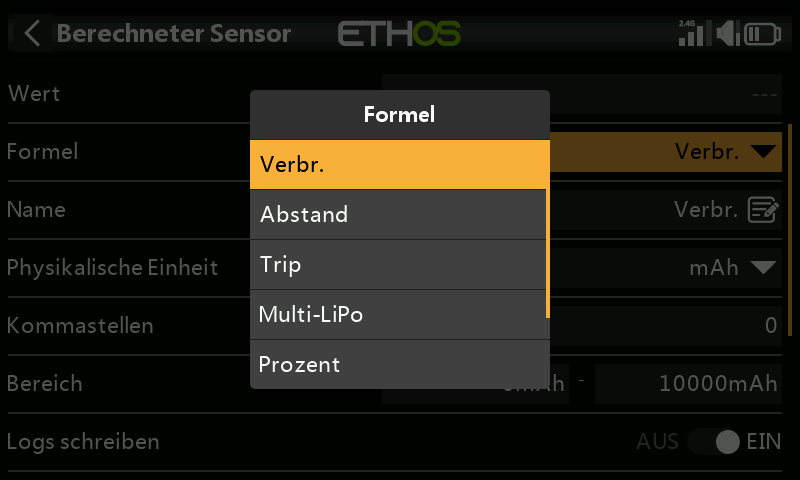 Berechneter Sensor
ETHOS
2.4G
Wert
---
Formel
Formel
Verbr.
Verbr.
Abstand
Name
Verbr.
Trip
Physikalische Einheit
mAh
Multi-LiPo
Kommastellen
0
Prozent
Bereich
-
10000mAh
Logs schreiben
AUS
EIN